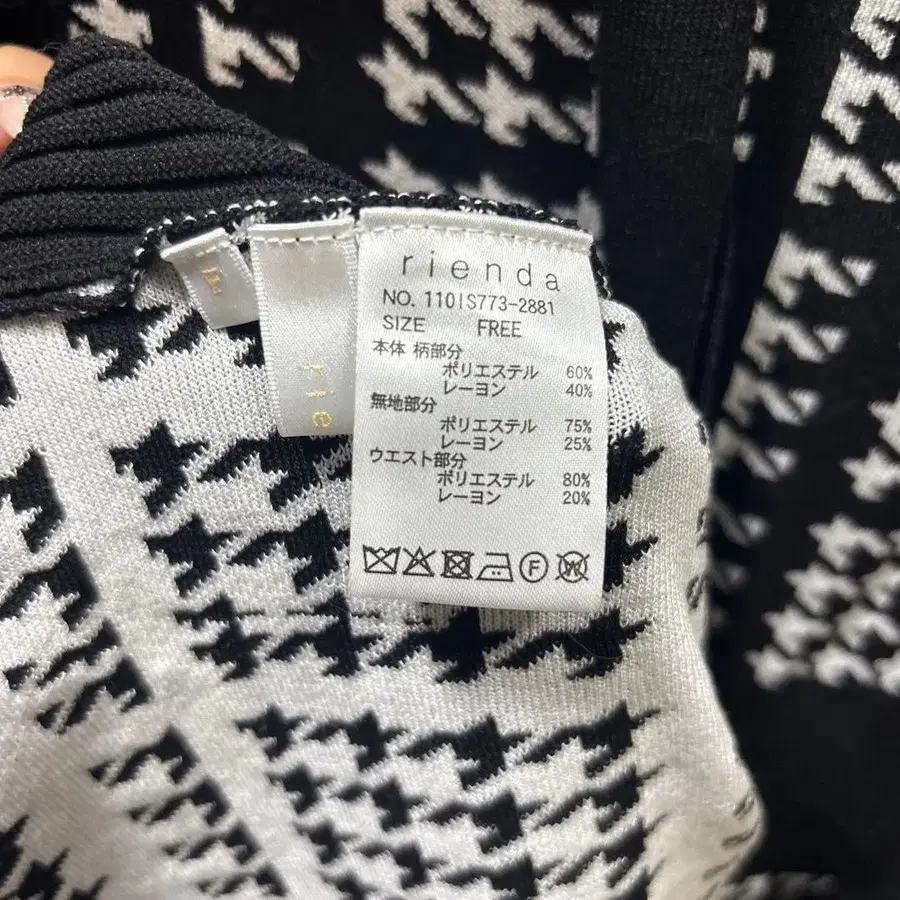 F
rie
rienda
NO. 110IS773-2881
SIZE FREE
本体 柄部分
ポリエステル 60%
レーヨン 40%
無地部分
ポリエステル 75%
レーヨン 25%
ウエスト部分
ポリエステル 80%
レーヨン 20%
F
W